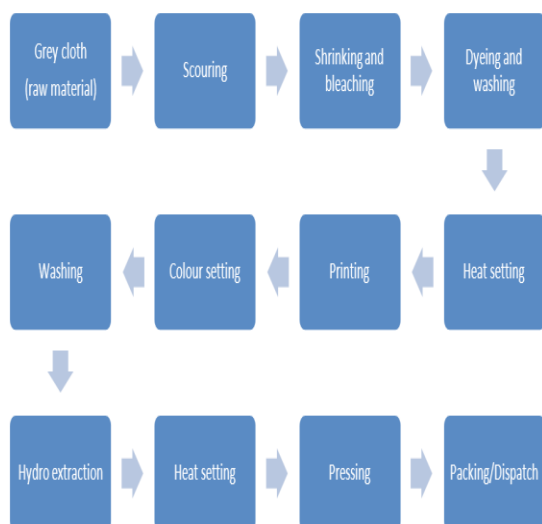 Grey cloth
(raw material)
Scouring
Shrinking and
bleaching
Dyeing and
washing
Heat setting
Printing
Colour setting
Washing
Hydro extraction
Heat setting
Pressing
Packing/Dispatch